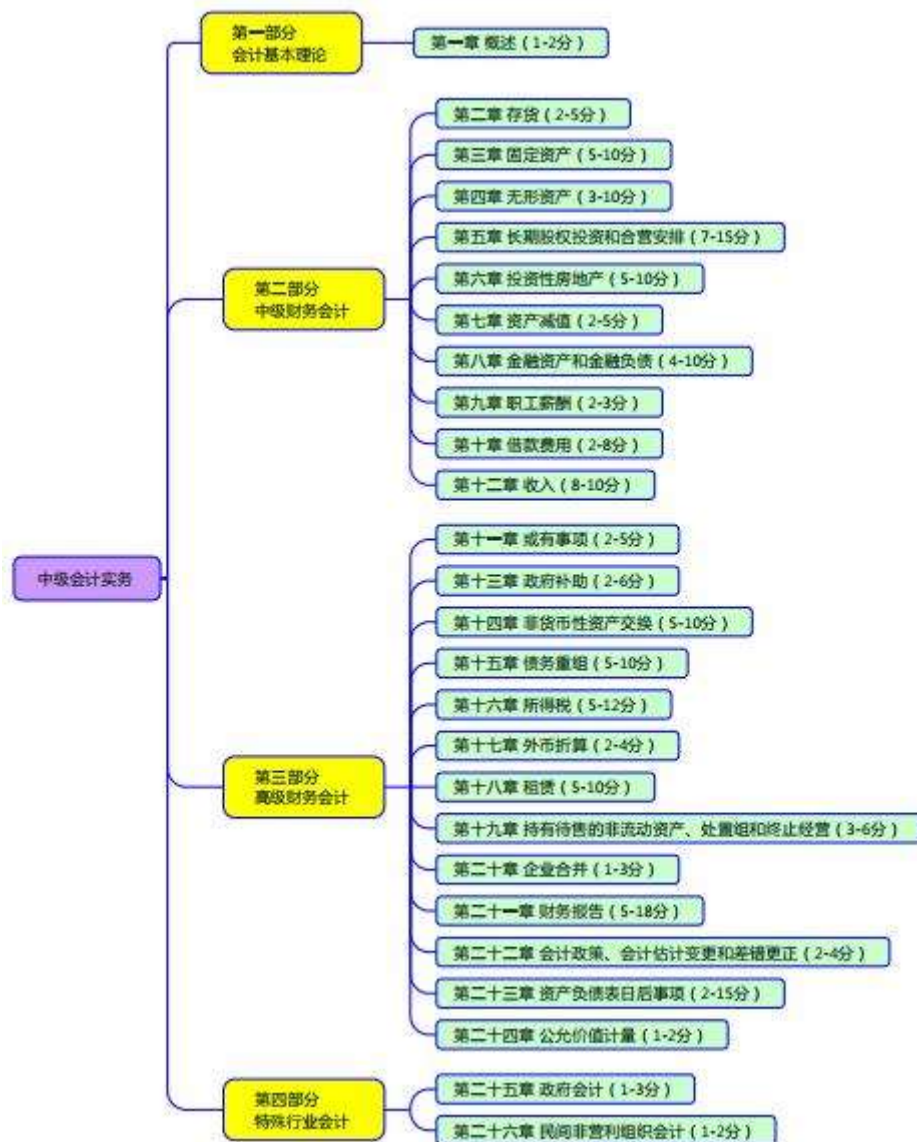 第一部分
会计基本理论
第一章 概述（1-2分）
第二章 存货（2-5分）
第三章 固定资产（5-10分）
第四章 无形资产（3-10分）
第五章 长期股权投资和合营安排（7-15分）
第二部分
中级财务会计
第六章 投资性房地产（5-10分）
第七章 资产减值（2-5分）
第八章 金融资产和金融负债（4-10分）
第九章 职工薪酬（2-3分）
第十章 借款费用（2-8分）
第十二章 收入（8-10分）
中级会计实务
第十一章 或有事项（2-5分）
第十三章 政府补助（2-6分）
第十四章 非货币性资产交换（5-10分）
第十五章 债务重组（5-10分）
第十六章 所得税（5-12分）
第十七章 外币折算（2-4分）
第三部分
高级财务会计
第十八章 租赁（5-10分）
第十九章 持有待售的非流动资产、处置组和终止经营（3-6分）
第二十章 企业合并（1-3分）
第二十一章 财务报告（5-18分）
第二十二章 会计政策、会计估计变更和差错更正（2-4分）
第二十三章 资产负债表日后事项（2-15分）
第二十四章 公允价值计量（1-2分）
第四部分
特殊行业会计
第二十五章 政府会计（1-3分）
第二十六章 民间非营利组织会计（1-2分）